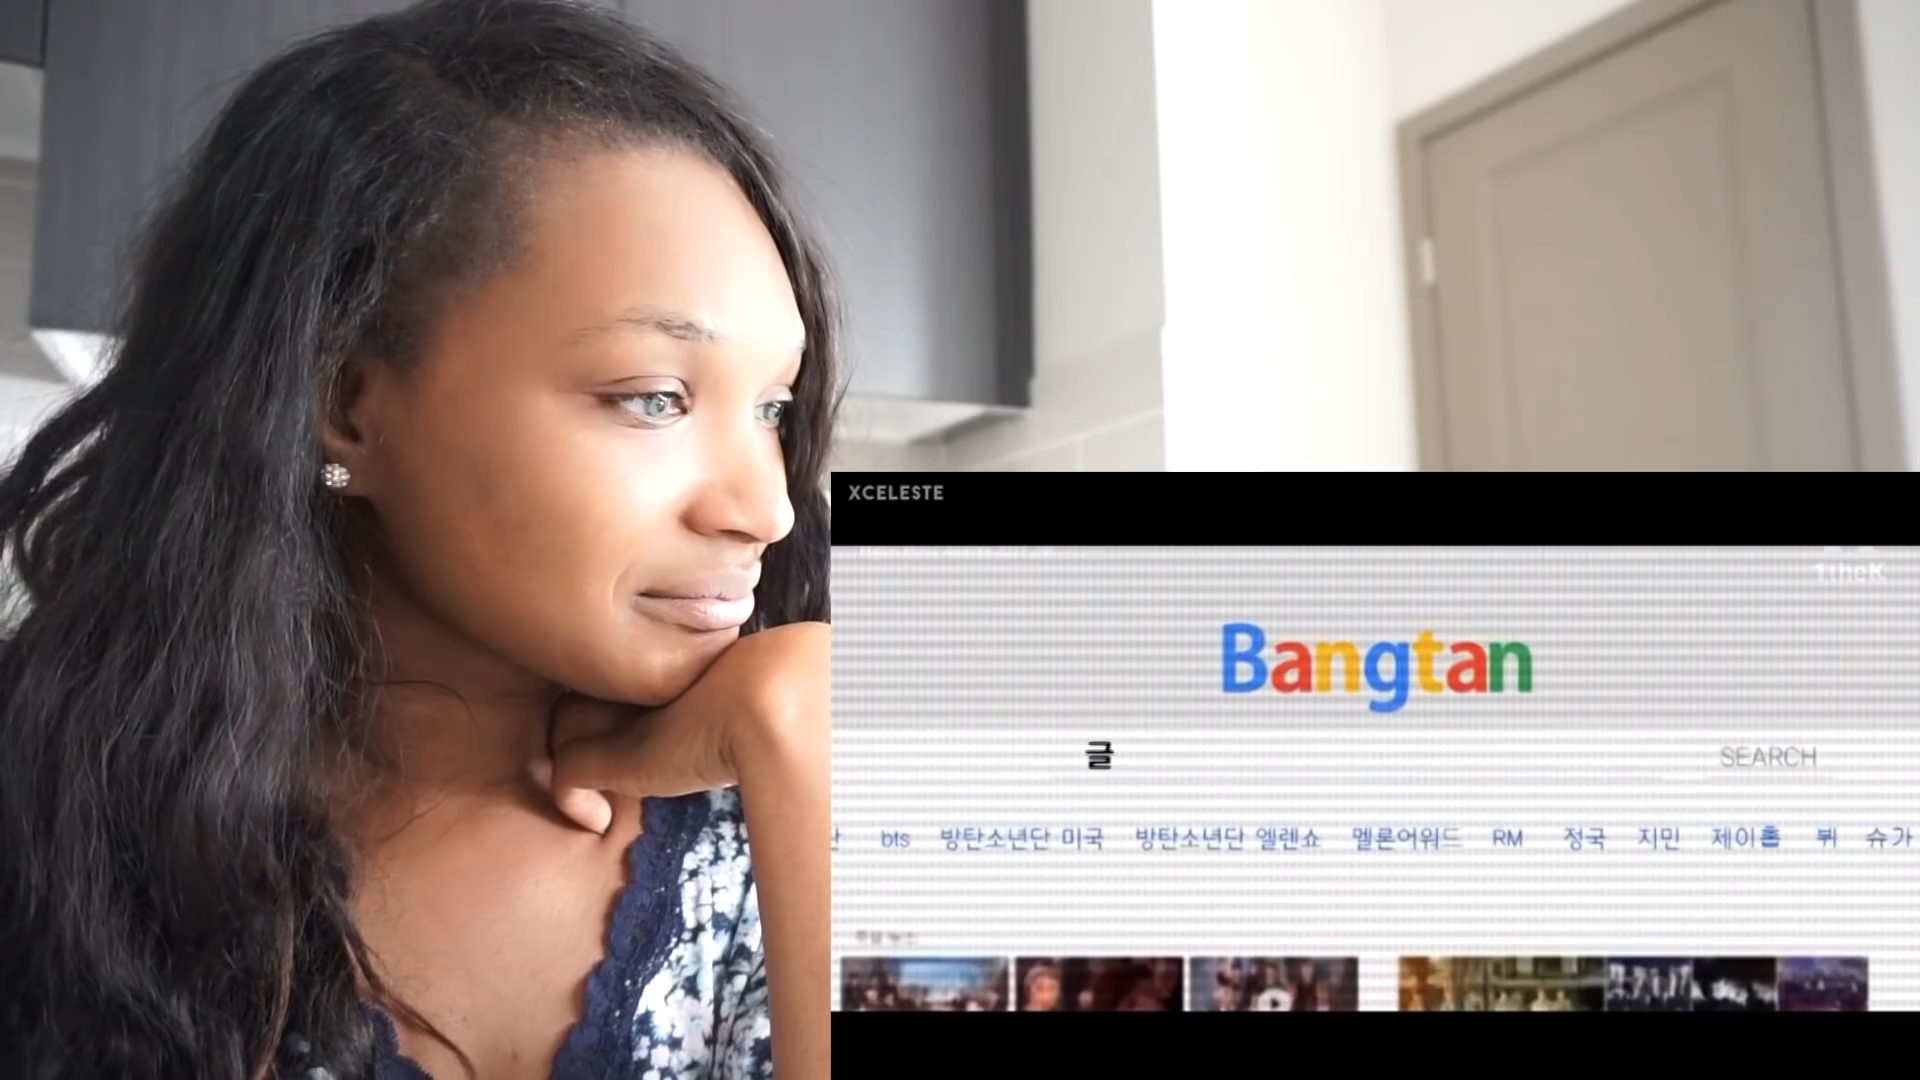 XCELESTE
1theK
Bangtan
글
SEARCH
bts 방탄소년단 미국 방탄소년단 엘렌쇼 멜론어워드 RM 정국 지민 제이홉 뷔 슈가